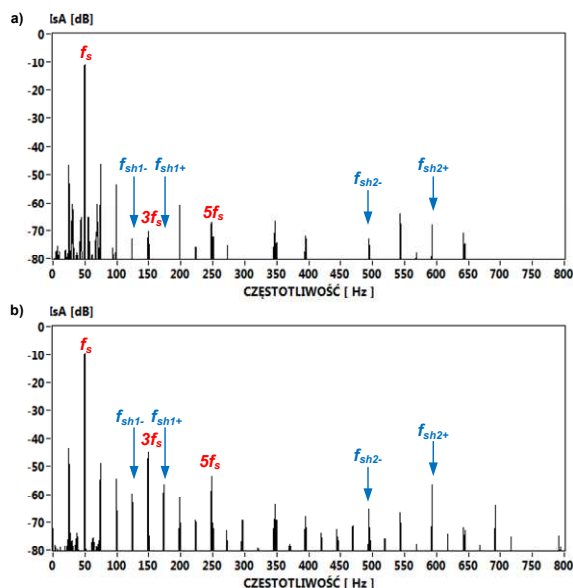 a) IsA [dB]
0
-10
-20
-30
-40
-50
-60
-70
-80
fs
fsh1- fsh1+
3fs
5fs
fsh2- fsh2+
0 50 100 150 200 250 300 350 400 450 500 550 600 650 700 750 800
CZĘSTOTLIWOŚĆ [ Hz ]
b) IsA [dB]
0
-10
-20
-30
-40
-50
-60
-70
-80
fs
fsh1- fsh1+
3fs
5fs
fsh2- fsh2+
0 50 100 150 200 250 300 350 400 450 500 550 600 650 700 750 800
CZĘSTOTLIWOŚĆ [ Hz ]